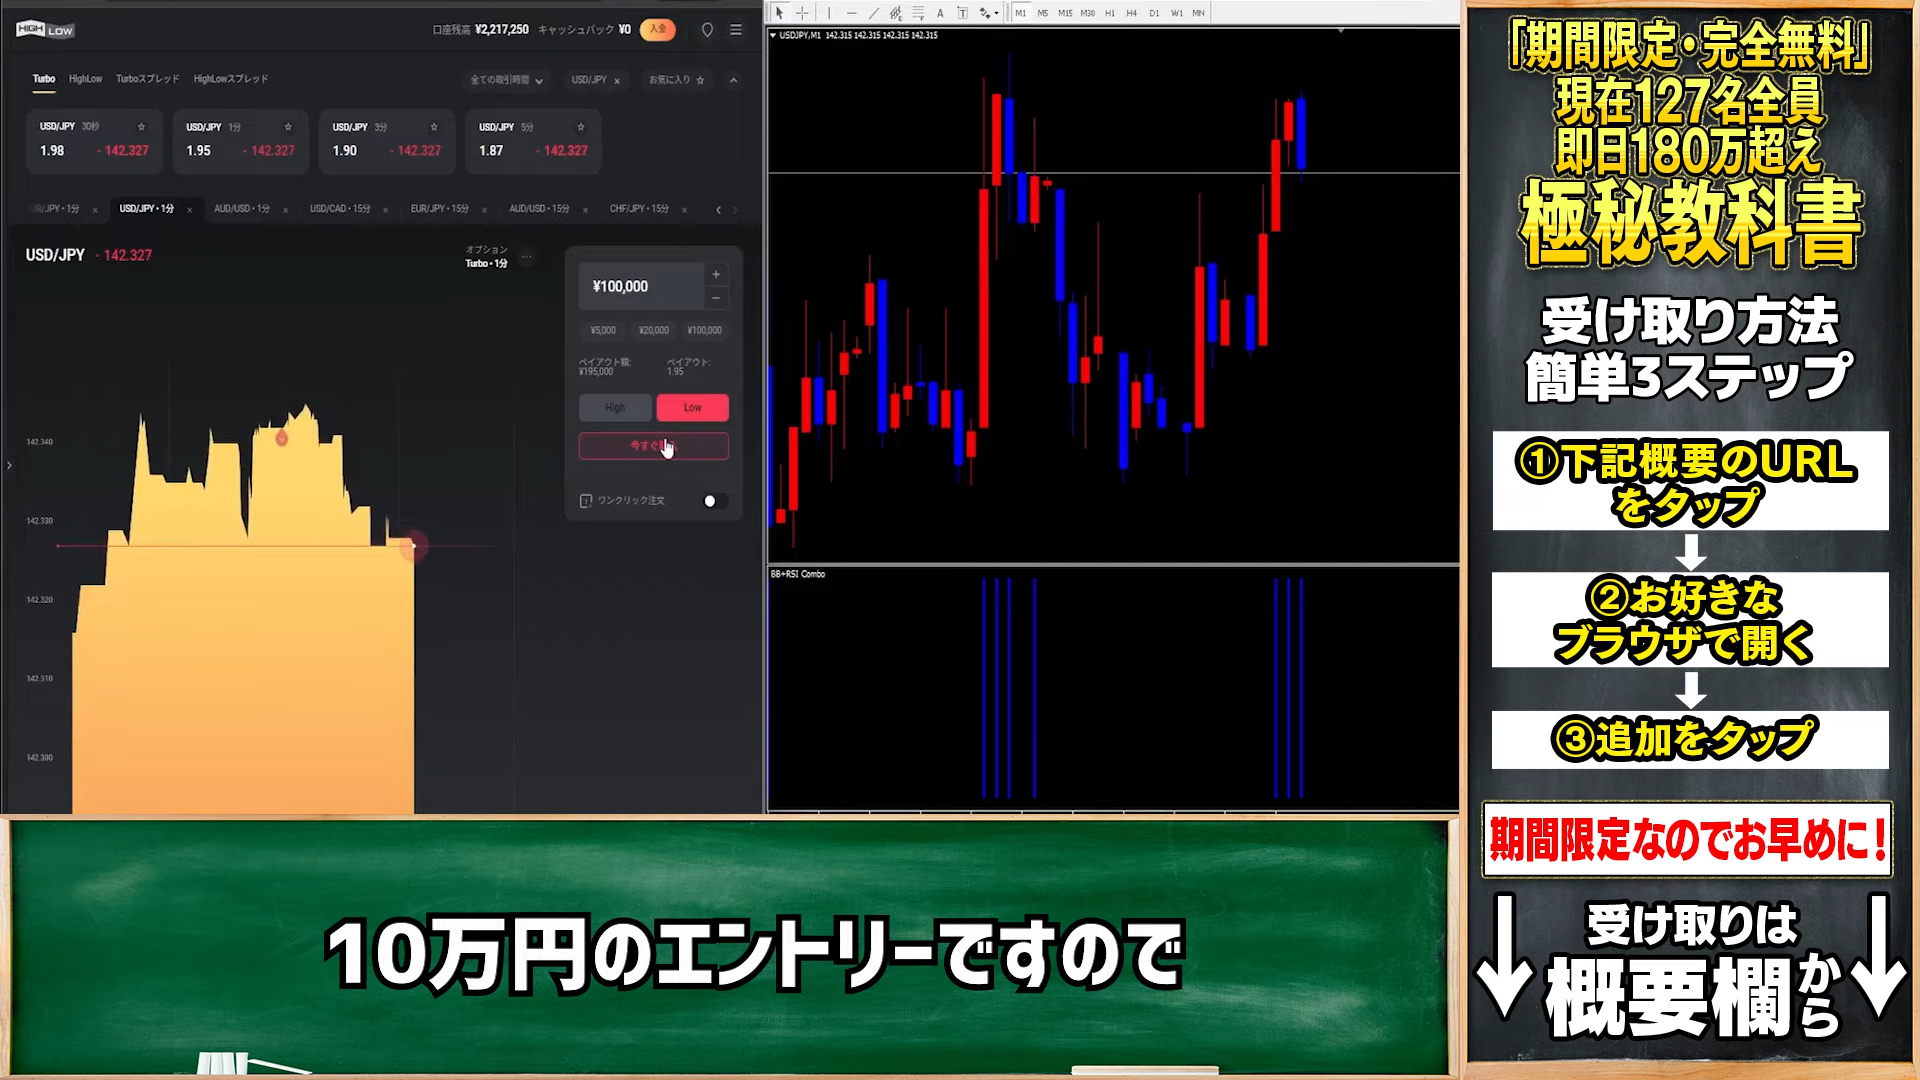 HIGH LOW
口座残高 ¥2,217,250 キャッシュバック ¥0 入金
Turbo HighLow Turboスプレッド HighLowスプレッド 全ての取引時間 USD/JPY x お気に入り
USD/JPY 30秒
1.98 - 142.327
USD/JPY 1分
1.95 - 142.327
USD/JPY 3分
1.90 - 142.327
USD/JPY 5分
1.87 - 142.327
UR/JPY • 1分 x USD/JPY • 1分 x AUD/USD • 1分 x USD/CAD • 15分 x EUR/JPY • 15分 x AUD/USD • 15分 x CHF/JPY • 15分 x
USD/JPY - 142.327
オプション
Turbo • 1分
¥100,000
¥5,000 ¥20,000 ¥100,000
ペイアウト額: ペイアウト:
¥195,000 1.95
High Low
今すぐ
ワンクリック注文
142.340
142.330
142.320
142.310
142.300
M1 M5 M15 M30 H1 H4 D1 W1 MN
USDJPY,M1 142.315 142.315 142.315 142.315
BB+RSI Combo
10万円のエントリーですので
「期間限定・完全無料」
現在127名全員
即日180万超え
極秘教科書
受け取り方法
簡単3ステップ
①下記概要のURL
をタップ
②お好きな
ブラウザで開く
③追加をタップ
期間限定なのでお早めに!
受け取りは
概要欄から